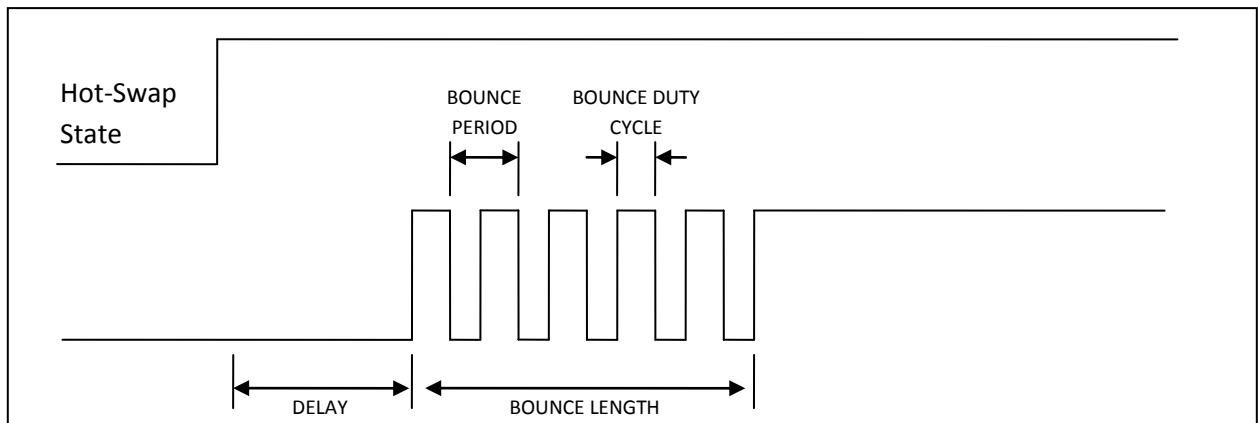 Hot-Swap
State
BOUNCE
PERIOD
BOUNCE DUTY
CYCLE
DELAY
BOUNCE LENGTH